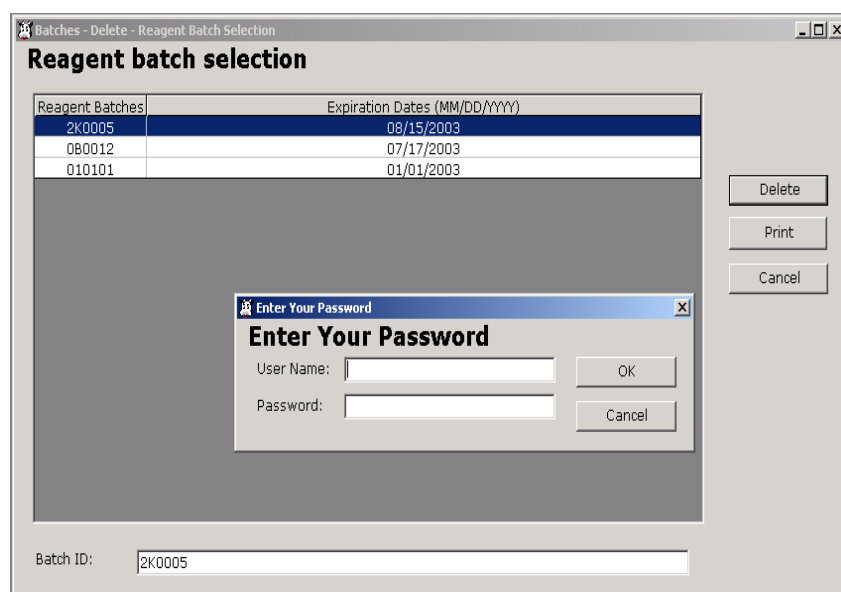 Batches - Delete - Reagent Batch Selection
Reagent batch selection
Reagent Batches Expiration Dates (MM/DD/YYYY)
2K0005 08/15/2003
0B0012 07/17/2003
010101 01/01/2003
Delete
Print
Cancel
Enter Your Password
Enter Your Password
User Name:
OK
Password:
Cancel
Batch ID: 2K0005